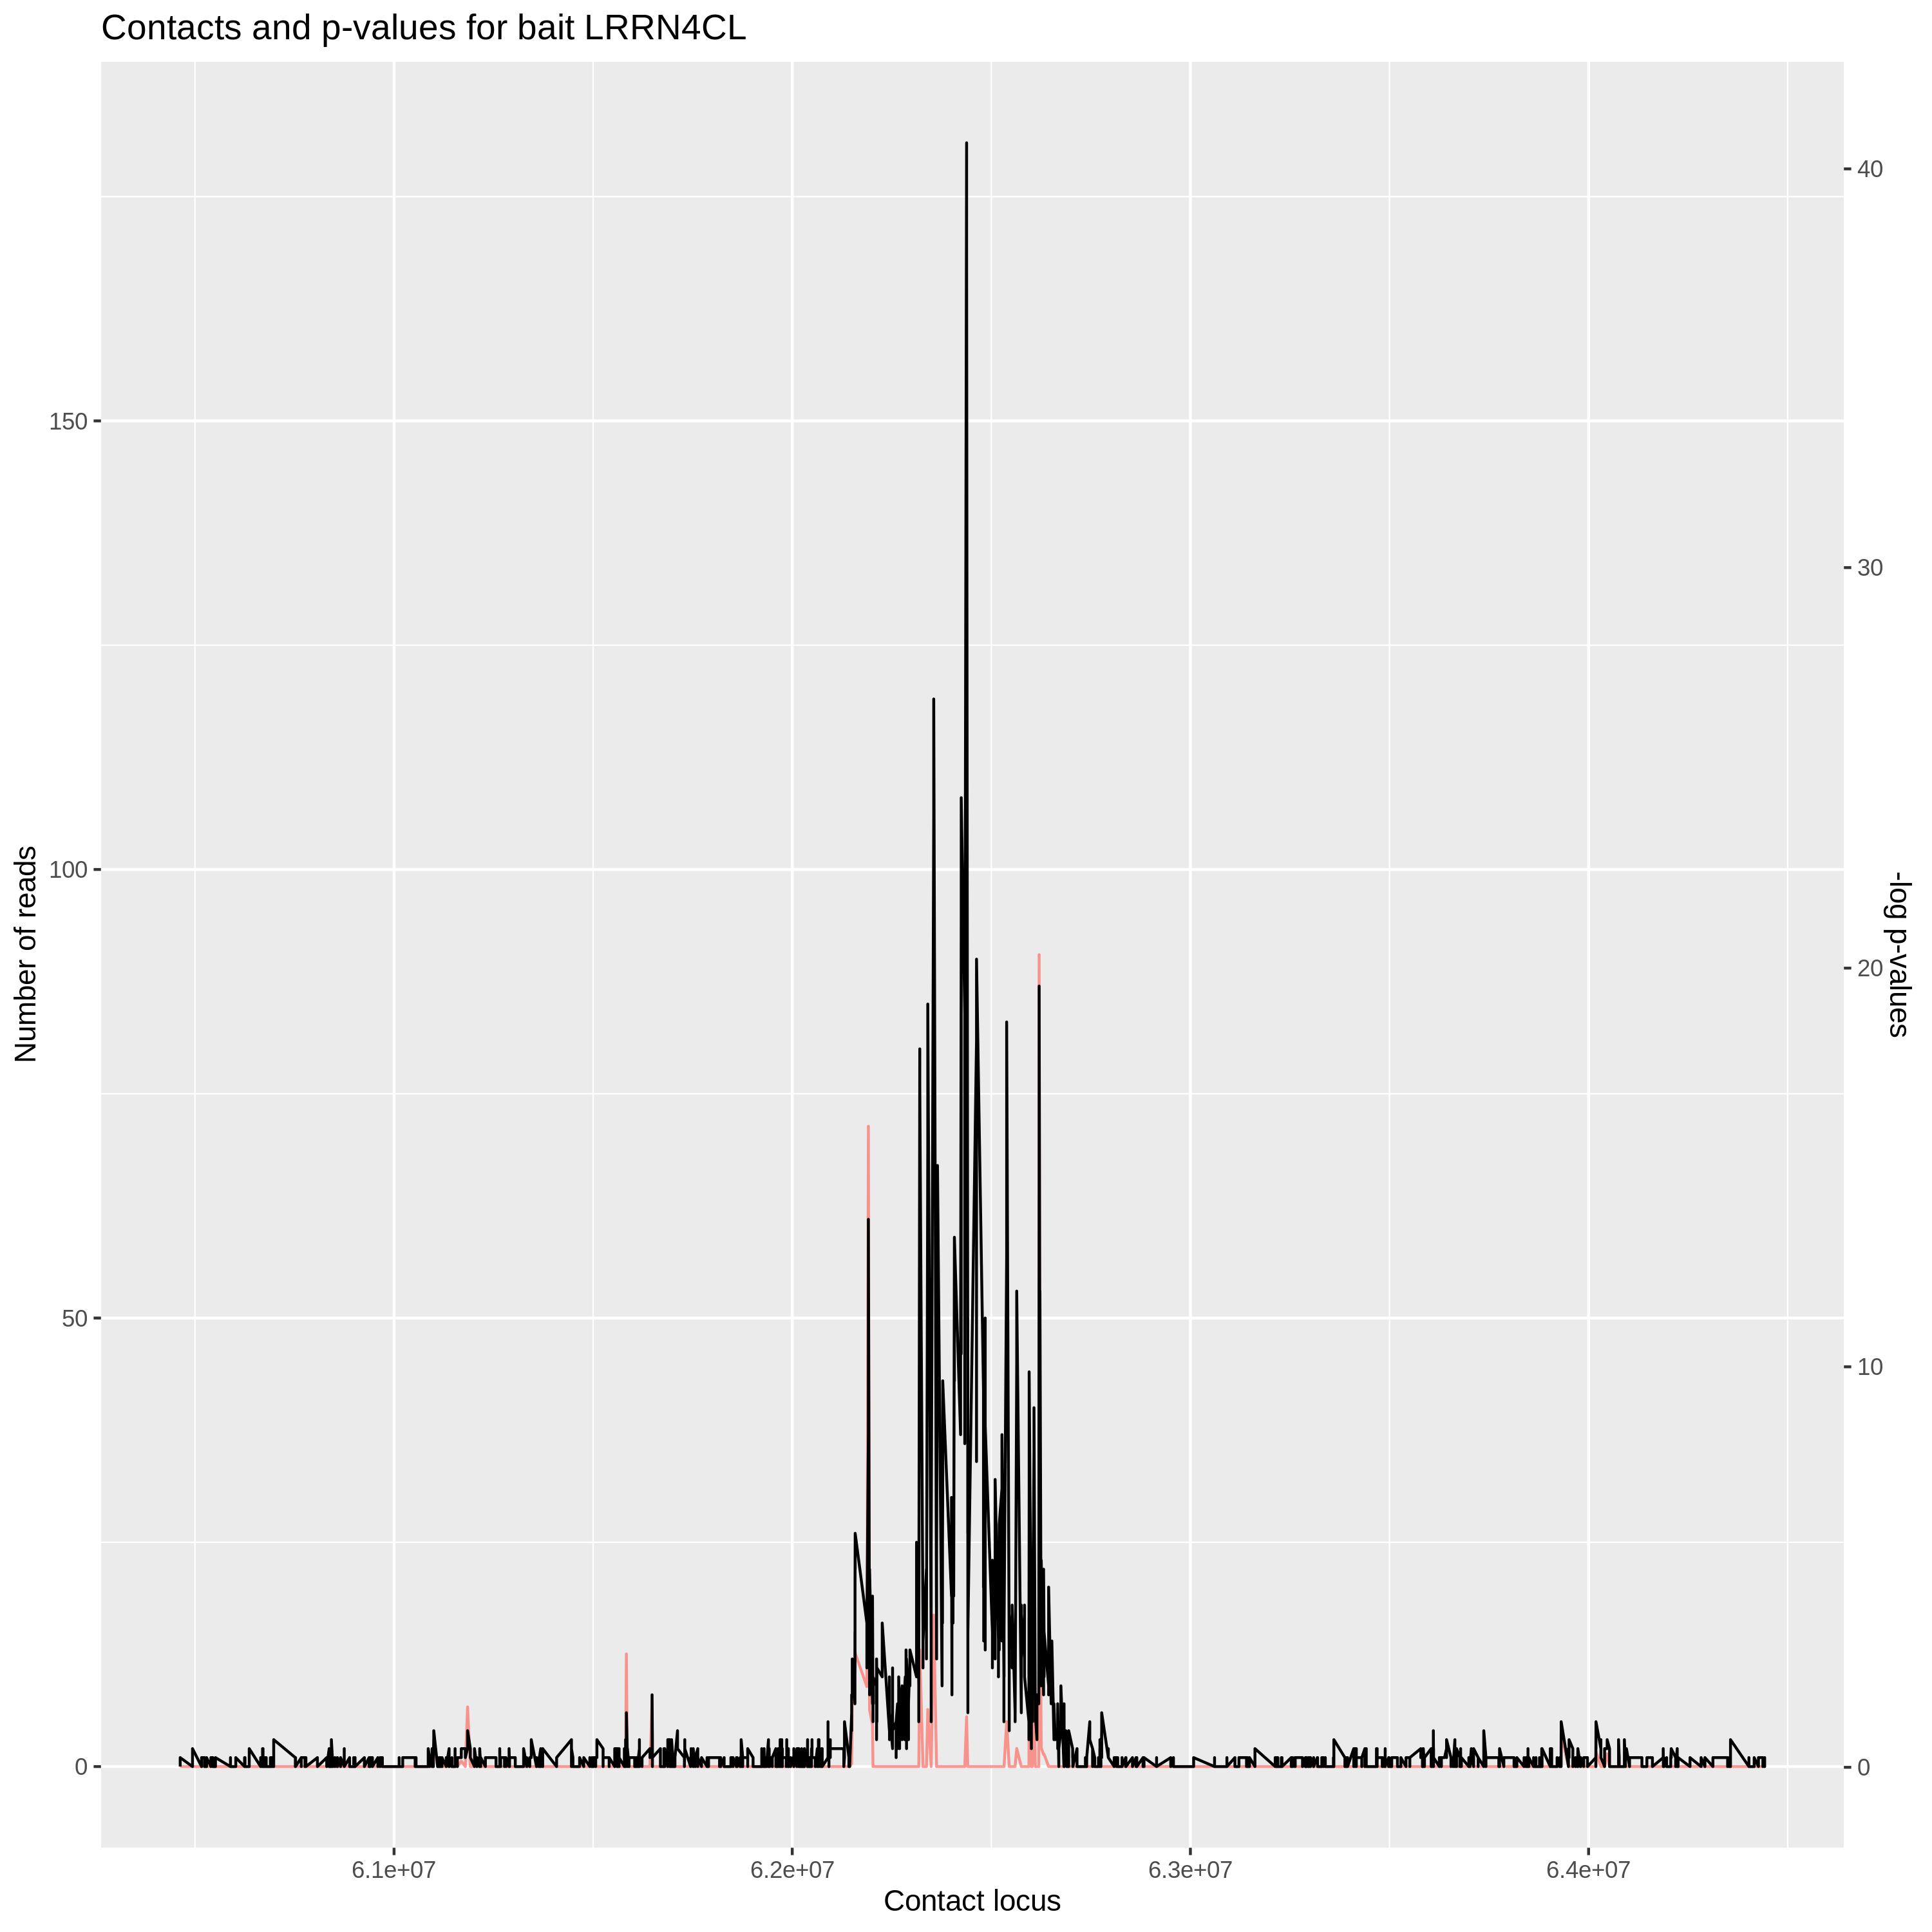 Contacts and p-values for bait LRRN4CL
150
100
50
0
Number of reads
40
30
20
10
0
-log p-values
6.1e+07
6.2e+07
6.3e+07
6.4e+07
Contact locus